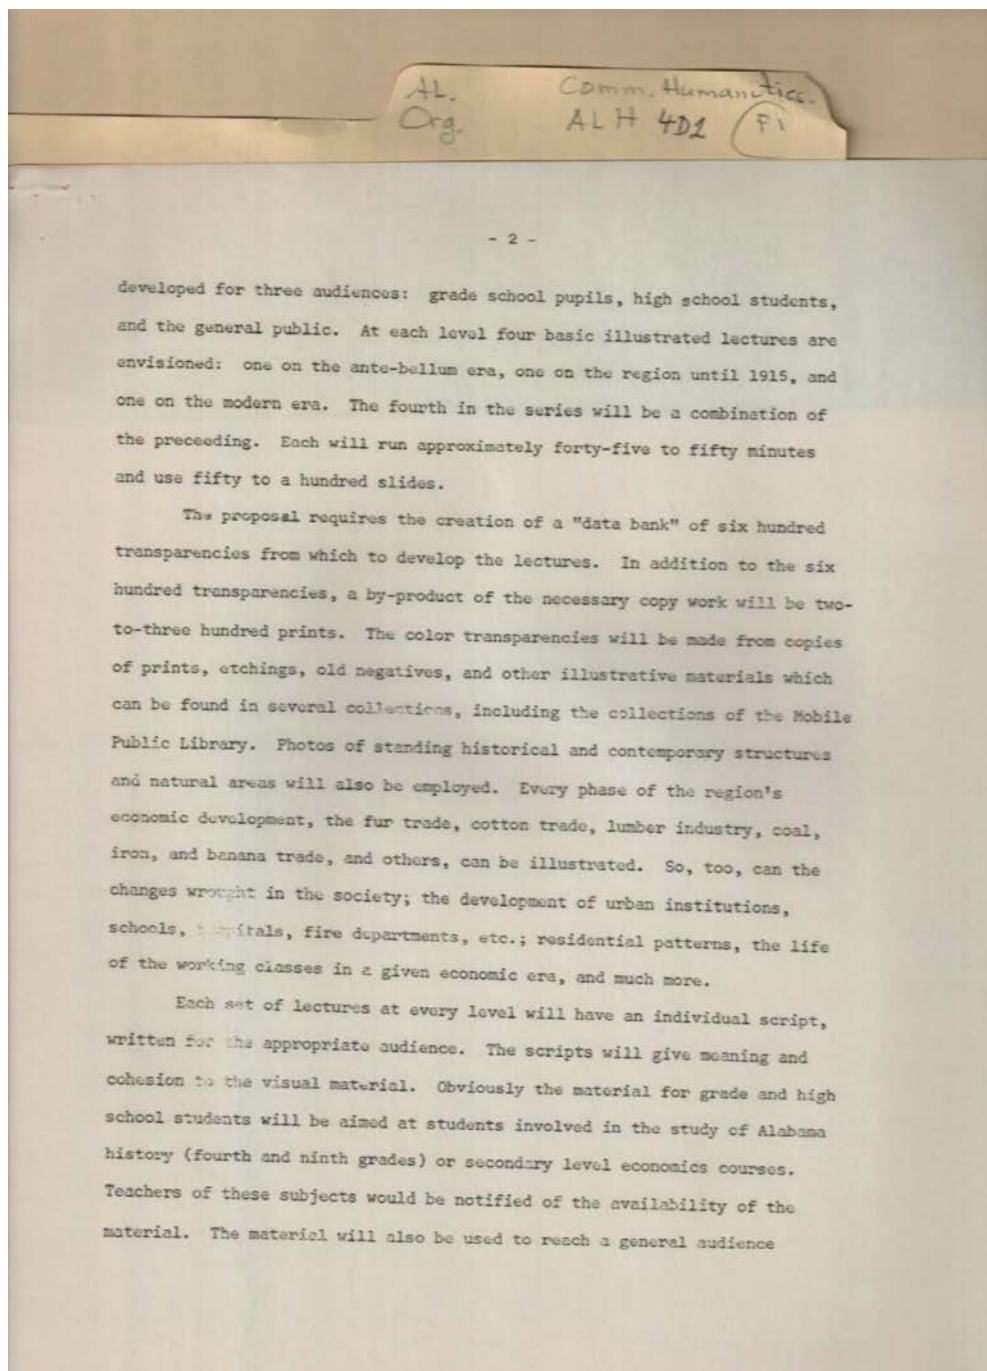 AL. Comm. Humanities.
Org. ALH 4D1 F1
- 2 -
developed for three audiences: grade school pupils, high school students,
and the general public. At each level four basic illustrated lectures are
envisioned: one on the ante-bellum era, one on the region until 1915, and
one on the modern era. The fourth in the series will be a combination of
the preceeding. Each will run approximately forty-five to fifty minutes
and use fifty to a hundred slides.
The proposal requires the creation of a "data bank" of six hundred
transparencies from which to develop the lectures. In addition to the six
hundred transparencies, a by-product of the necessary copy work will be two-
to-three hundred prints. The color transparencies will be made from copies
of prints, etchings, old negatives, and other illustrative materials which
can be found in several collections, including the collections of the Mobile
Public Library. Photos of standing historical and contemporary structures
and natural areas will also be employed. Every phase of the region's
economic development, the fur trade, cotton trade, lumber industry, coal,
iron, and banana trade, and others, can be illustrated. So, too, can the
changes wrought in the society; the development of urban institutions,
schools, hospitals, fire departments, etc.; residential patterns, the life
of the working classes in a given economic era, and much more.
Each set of lectures at every level will have an individual script,
written for the appropriate audience. The scripts will give meaning and
cohesion to the visual material. Obviously the material for grade and high
school students will be aimed at students involved in the study of Alabama
history (fourth and ninth grades) or secondary level economics courses.
Teachers of these subjects would be notified of the availability of the
material. The material will also be used to reach a general audience